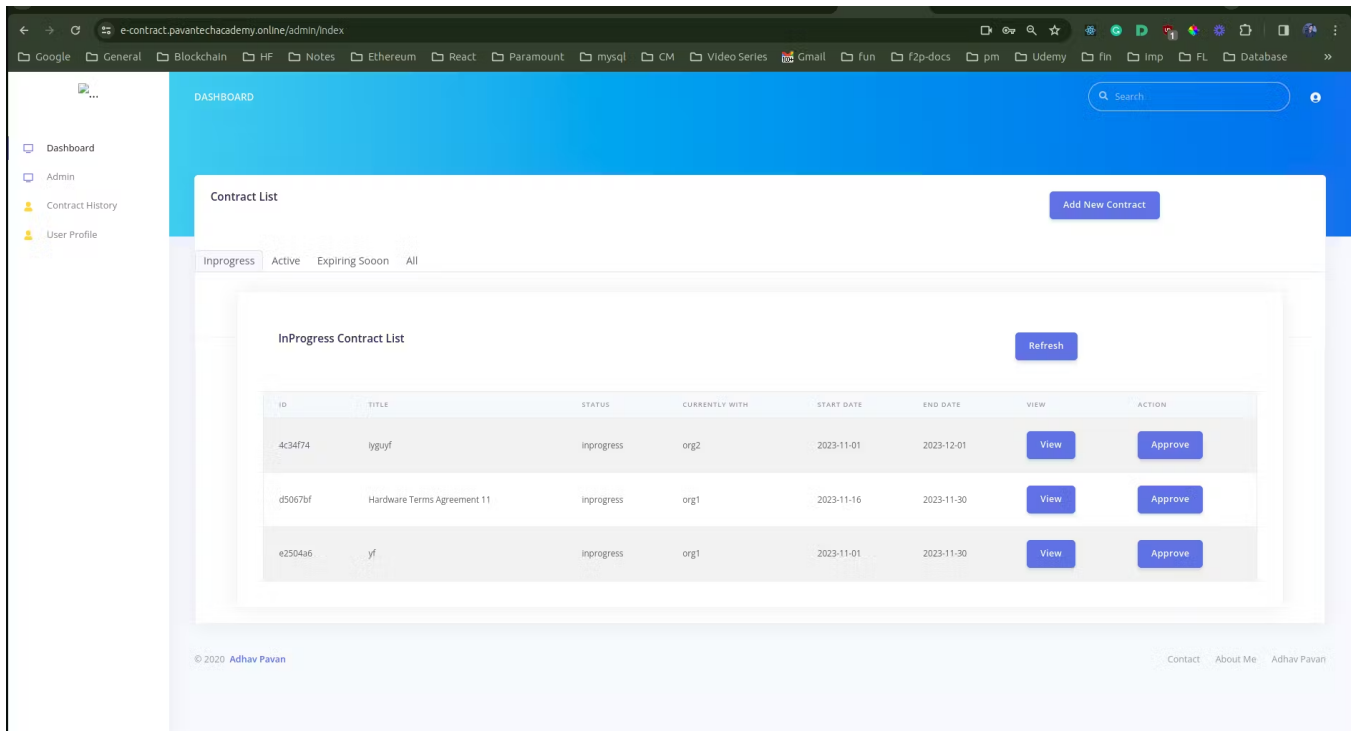 e-contract.pavantechacademy.online/admin/index
Google General Blockchain HF Notes Ethereum React Paramount mysql CM Video Series Gmail fun f2p-docs pm Udemy fin Imp FL Database »
...
DASHBOARD
Search
Dashboard
Admin
Contract History
User Profile
Contract List
Add New Contract
Inprogress Active Expiring Sooon All
InProgress Contract List
Refresh
ID TITLE STATUS CURRENTLY WITH START DATE END DATE VIEW ACTION
4c34f74 iyguyf inprogress org2 2023-11-01 2023-12-01 View Approve
d5067bf Hardware Terms Agreement 11 inprogress org1 2023-11-16 2023-11-30 View Approve
e2504a6 yf inprogress org1 2023-11-01 2023-11-30 View Approve
© 2020 Adhav Pavan
Contact About Me Adhav Pavan